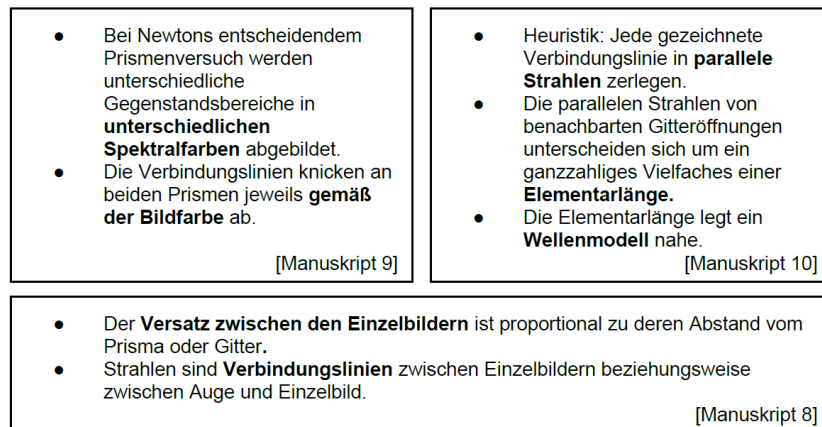 ● Bei Newtons entscheidendem
Prismenversuch werden
unterschiedliche
Gegenstandsbereiche in
unterschiedlichen
Spektralfarben abgebildet.
● Die Verbindungslinien knicken an
beiden Prismen jeweils gemäß
der Bildfarbe ab.
[Manuskript 9]
● Heuristik: Jede gezeichnete
Verbindungslinie in parallele
Strahlen zerlegen.
● Die parallelen Strahlen von
benachbarten Gitteröffnungen
unterscheiden sich um ein
ganzzahliges Vielfaches einer
Elementarlänge.
● Die Elementarlänge legt ein
Wellenmodell nahe.
[Manuskript 10]
● Der Versatz zwischen den Einzelbildern ist proportional zu deren Abstand vom
Prisma oder Gitter.
● Strahlen sind Verbindungslinien zwischen Einzelbildern beziehungsweise
zwischen Auge und Einzelbild.
[Manuskript 8]